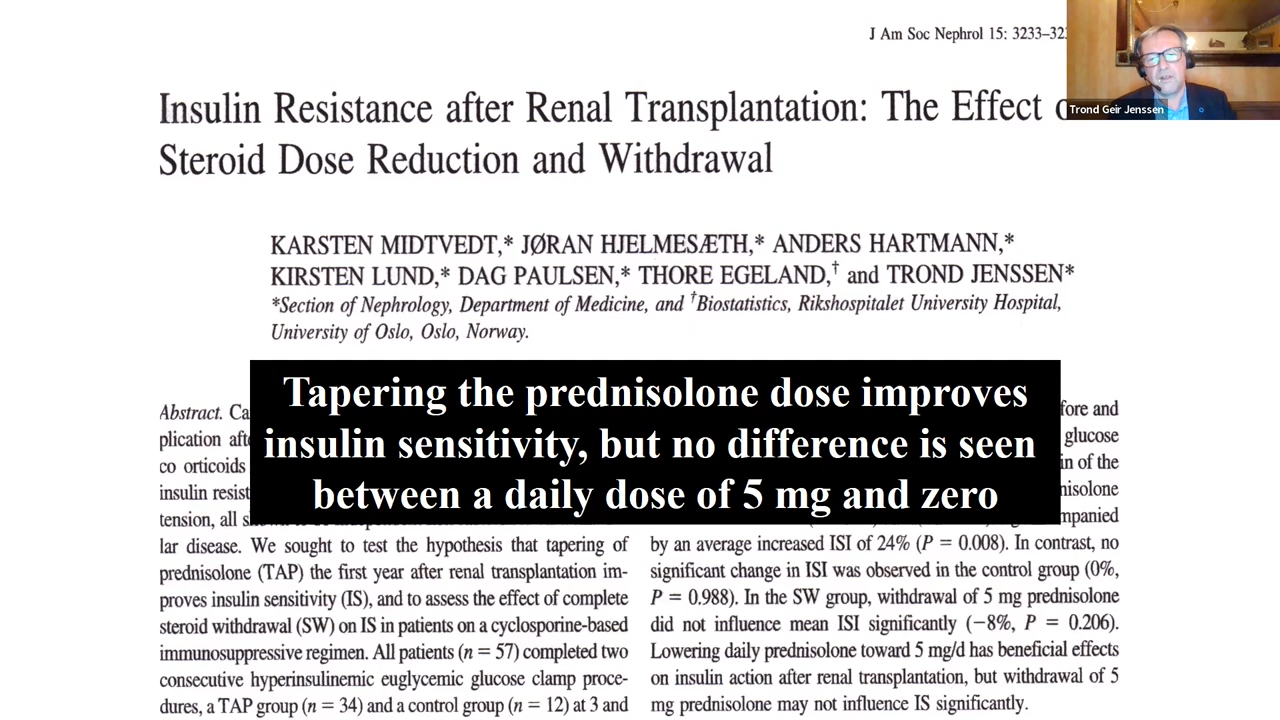 J Am Soc Nephrol 15: 3233–
Trond Geir Jenssen
Insulin Resistance after Renal Transplantation: The Effect
Steroid Dose Reduction and Withdrawal
KARSTEN MIDTVEDT,* JØRAN HJELMESÆTH,* ANDERS HARTMANN,*
KIRSTEN LUND,* DAG PAULSEN,* THORE EGELAND,† and TROND JENSSEN*
*Section of Nephrology, Department of Medicine, and †Biostatistics, Rikshospitalet University Hospital,
University of Oslo, Oslo, Norway.
Tapering the prednisolone dose improves
insulin sensitivity, but no difference is seen
between a daily dose of 5 mg and zero
Abstract.
plication
co orticoids
insulin
tension, all
lar disease. We sought to test the hypothesis that tapering of
prednisolone (TAP) the first year after renal transplantation im-
proves insulin sensitivity (IS), and to assess the effect of complete
steroid withdrawal (SW) on IS in patients on a cyclosporine-based
immunosuppressive regimen. All patients (n = 57) completed two
consecutive hyperinsulinemic euglycemic glucose clamp proce-
dures, a TAP group (n = 34) and a control group (n = 12) at 3 and
and
glucose
of the
by an average increased ISI of 24% (P = 0.008). In contrast, no
significant change in ISI was observed in the control group (0%,
P = 0.988). In the SW group, withdrawal of 5 mg prednisolone
did not influence mean ISI significantly (−8%, P = 0.206).
Lowering daily prednisolone toward 5 mg/d has beneficial effects
on insulin action after renal transplantation, but withdrawal of 5
mg prednisolone may not influence IS significantly.